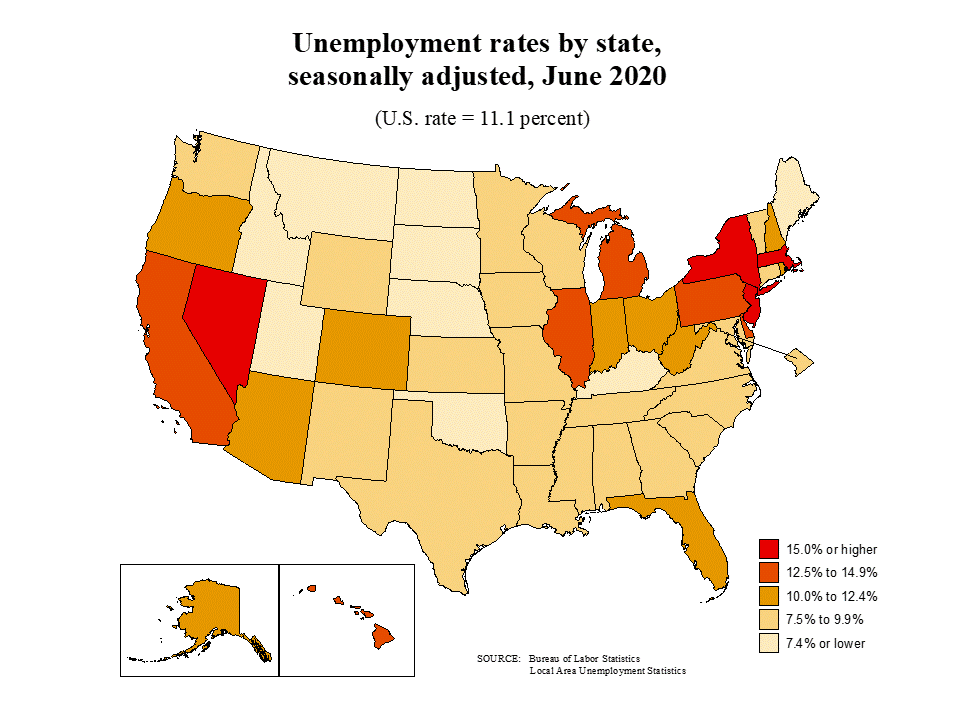 Unemployment rates by state,
seasonally adjusted, June 2020
(U.S. rate = 11.1 percent)
15.0% or higher
12.5% to 14.9%
10.0% to 12.4%
7.5% to 9.9%
7.4% or lower
SOURCE: Bureau of Labor Statistics
Local Area Unemployment Statistics